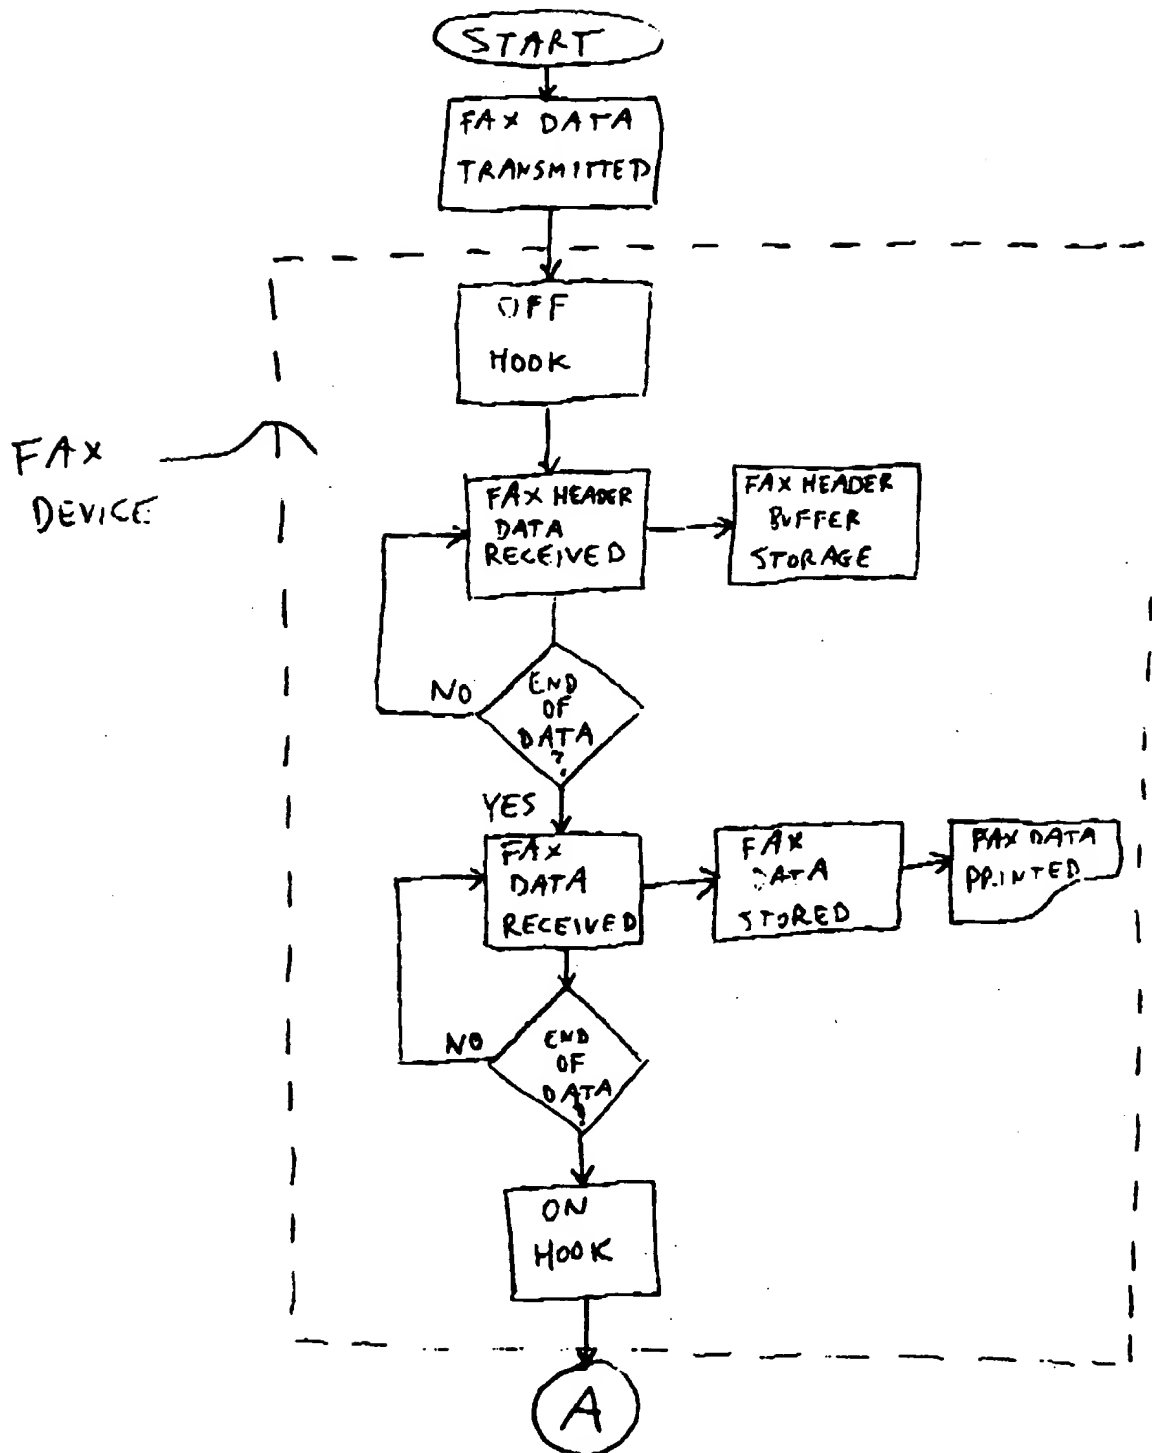 START
FAX DATA
TRANSMITTED
OFF
HOOK
FAX
DEVICE
FAX HEADER
DATA
RECEIVED
FAX HEADER
BUFFER
STORAGE
NO
END
OF
DATA
?
YES
FAX
DATA
RECEIVED
FAX
DATA
STORED
FAX DATA
PRINTED
NO
END
OF
DATA
?
ON
HOOK
A